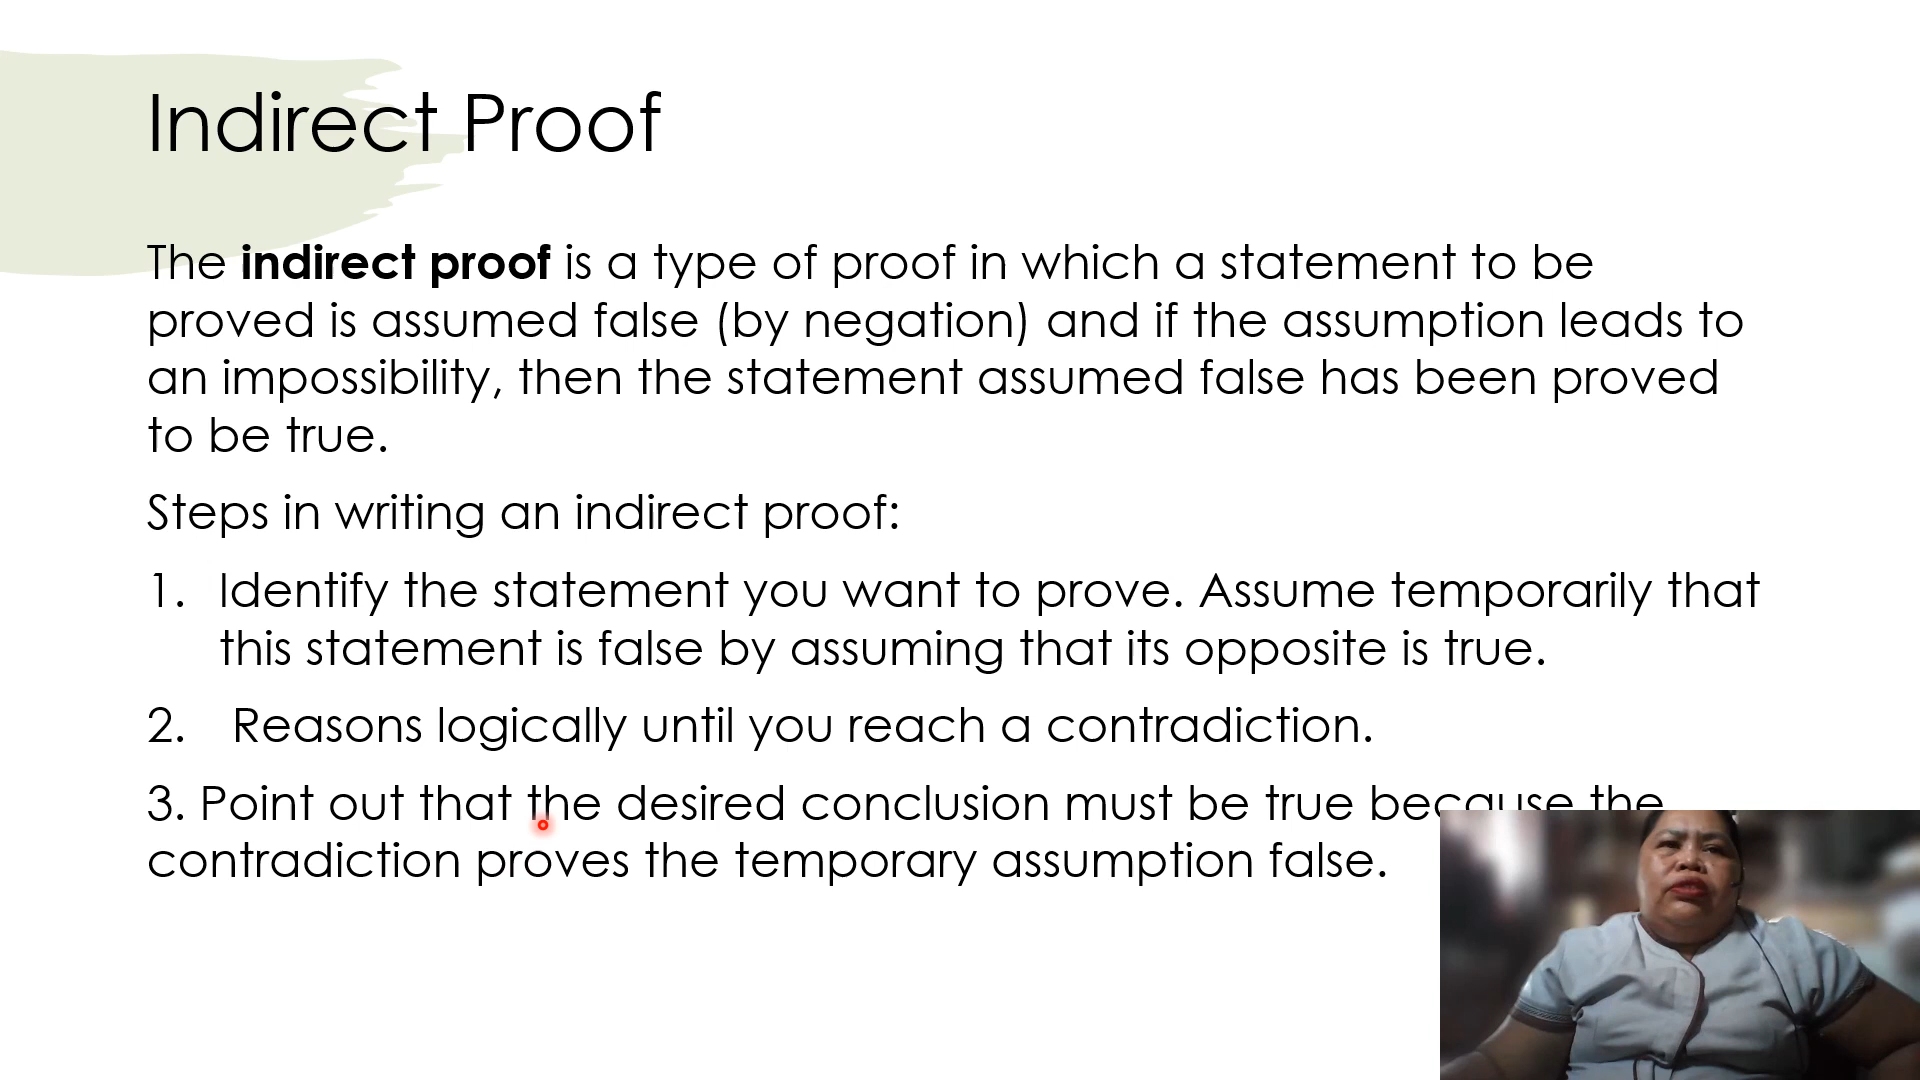 Indirect Proof
The indirect proof is a type of proof in which a statement to be
proved is assumed false (by negation) and if the assumption leads to
an impossibility, then the statement assumed false has been proved
to be true.
Steps in writing an indirect proof:
1. Identify the statement you want to prove. Assume temporarily that
this statement is false by assuming that its opposite is true.
2. Reasons logically until you reach a contradiction.
3. Point out that the desired conclusion must be true because the
contradiction proves the temporary assumption false.